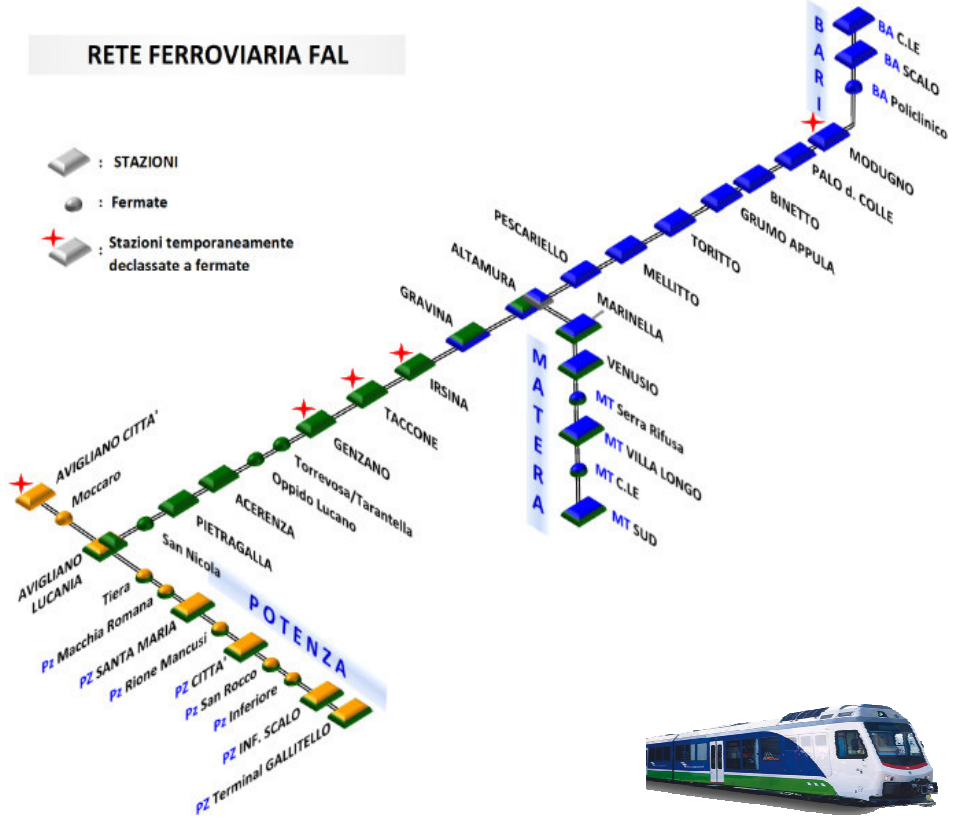 RETE FERROVIARIA FAL
: STAZIONI
: Fermate
: Stazioni temporaneamente
declassate a fermate
BARI
BA C.LE
BA SCALO
BA Policlinico
MODUGNO
PALO d. COLLE
BINETTO
GRUMO APPULA
TORITTO
MELLITTO
PESCARIELLO
ALTAMURA
MARINELLA
VENUSIO
MT Serra Rifusa
MT VILLA LONGO
MT C.LE
MT SUD
MATERA
GRAVINA
IRSINA
TACCONE
GENZANO
Torrevosa/Tarantella
Oppido Lucano
ACERENZA
PIETRAGALLA
San Nicola
AVIGLIANO CITTA'
Moccaro
AVIGLIANO
LUCANIA
POTENZA
Tiera
Pz Macchia Romana
PZ SANTA MARIA
Pz Rione Mancusi
PZ CITTA'
Pz San Rocco
Pz Inferiore
PZ INF. SCALO
PZ Terminal GALLITELLO